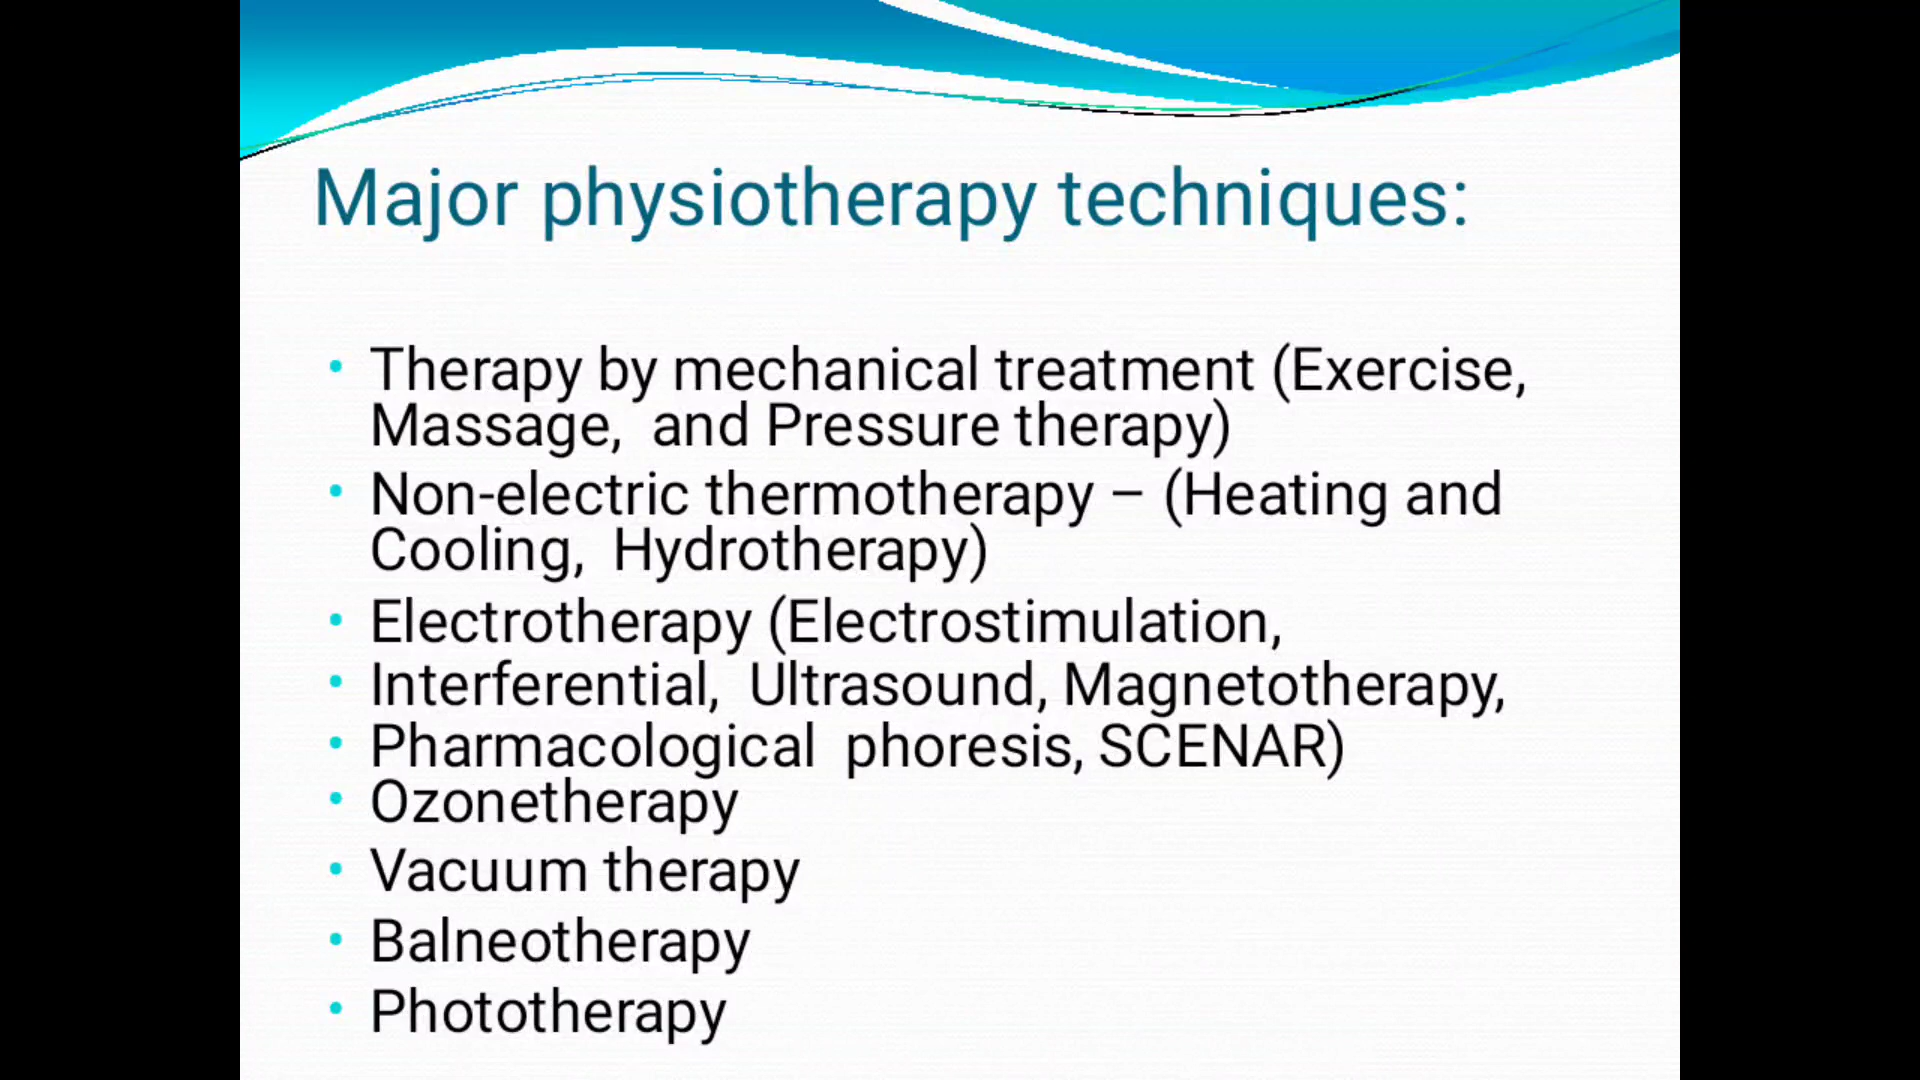 Major physiotherapy techniques:
• Therapy by mechanical treatment (Exercise,
Massage,  and Pressure therapy)
• Non-electric thermotherapy – (Heating and
Cooling,  Hydrotherapy)
• Electrotherapy (Electrostimulation,
• Interferential,  Ultrasound, Magnetotherapy,
• Pharmacological  phoresis, SCENAR)
• Ozonetherapy
• Vacuum therapy
• Balneotherapy
• Phototherapy